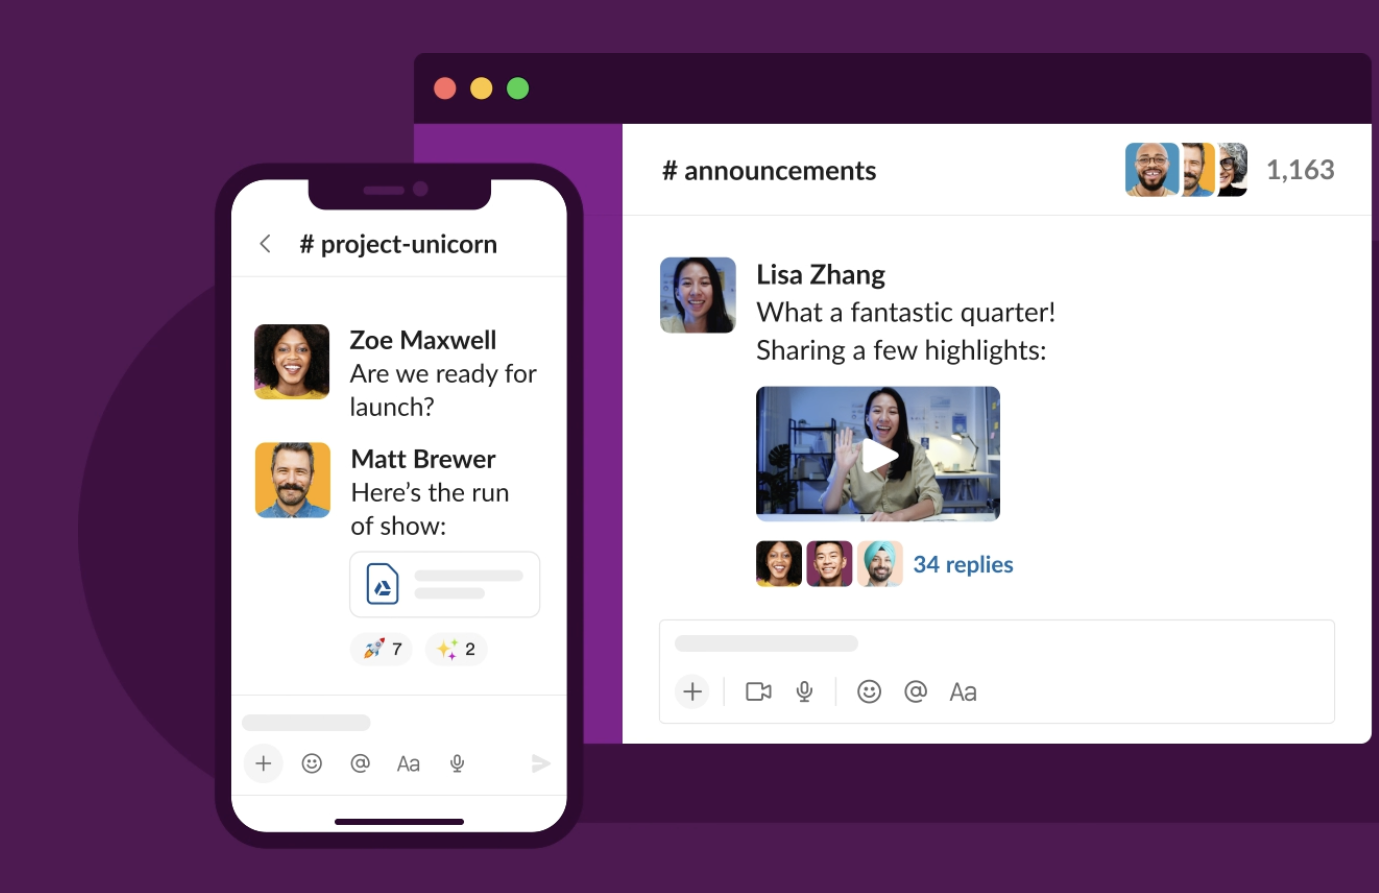 # announcements
1,163
Lisa Zhang
What a fantastic quarter!
Sharing a few highlights:
34 replies
Aa
# project-unicorn
Zoe Maxwell
Are we ready for
launch?
Matt Brewer
Here’s the run
of show:
7
2
@
Aa
@